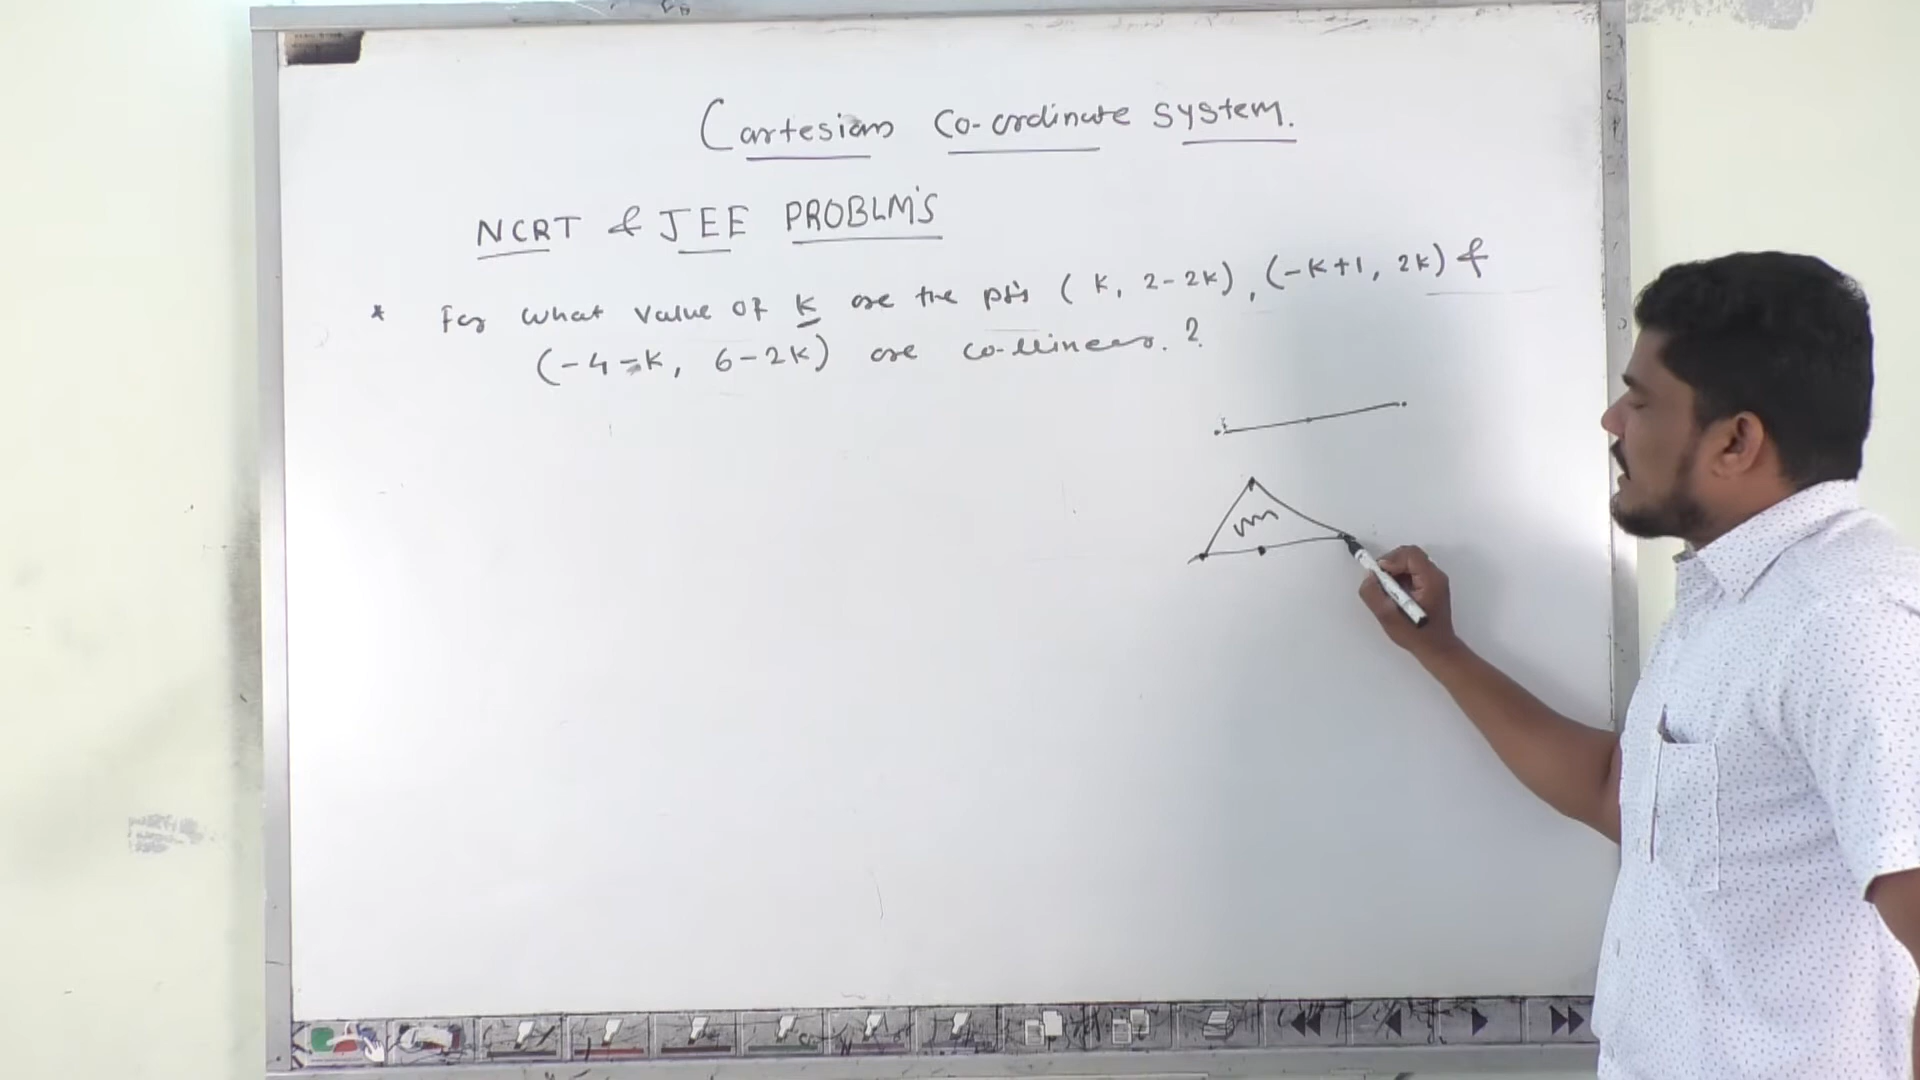 Cartesian Co-ordinate system.
NCRT & JEE PROBLM'S
* For what value of k are the pt's (k, 2-2k), (-k+1, 2k) &
(-4-k, 6-2k) are co-llinear. ?